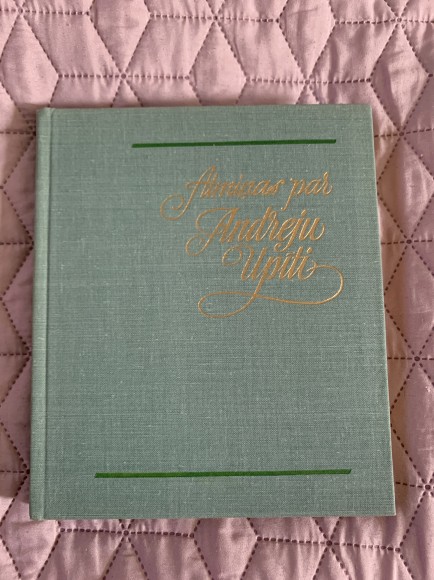 Atmiņas par
Andreju
Upīti